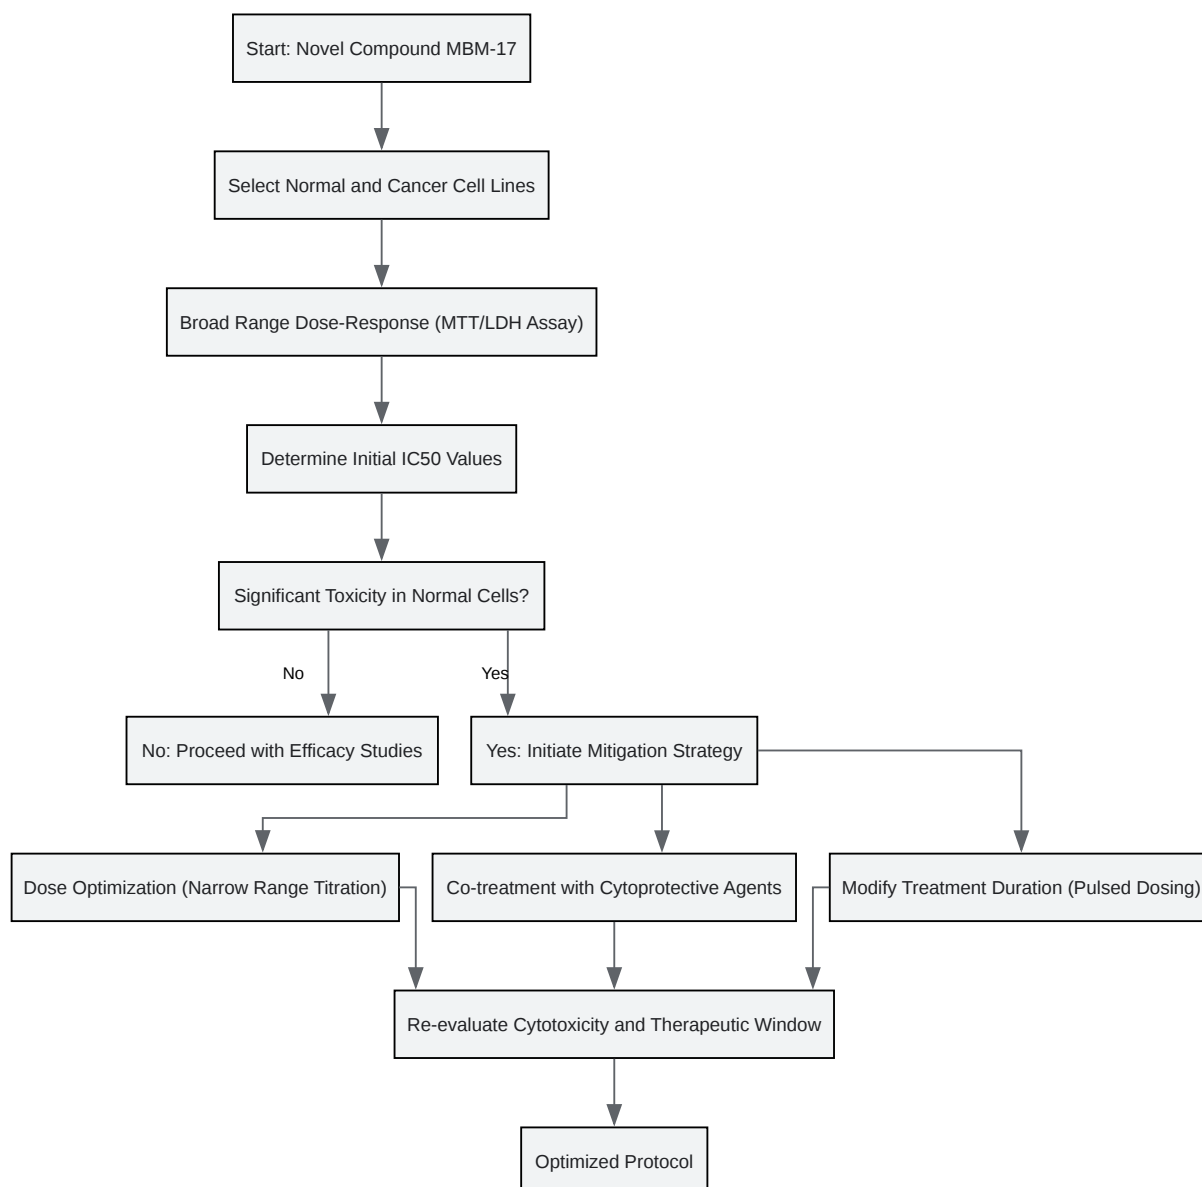 Start: Novel Compound MBM-17
Select Normal and Cancer Cell Lines
Broad Range Dose-Response (MTT/LDH Assay)
Determine Initial IC50 Values
Significant Toxicity in Normal Cells?
No
Yes
No: Proceed with Efficacy Studies
Yes: Initiate Mitigation Strategy
Dose Optimization (Narrow Range Titration)
Co-treatment with Cytoprotective Agents
Modify Treatment Duration (Pulsed Dosing)
Re-evaluate Cytotoxicity and Therapeutic Window
Optimized Protocol